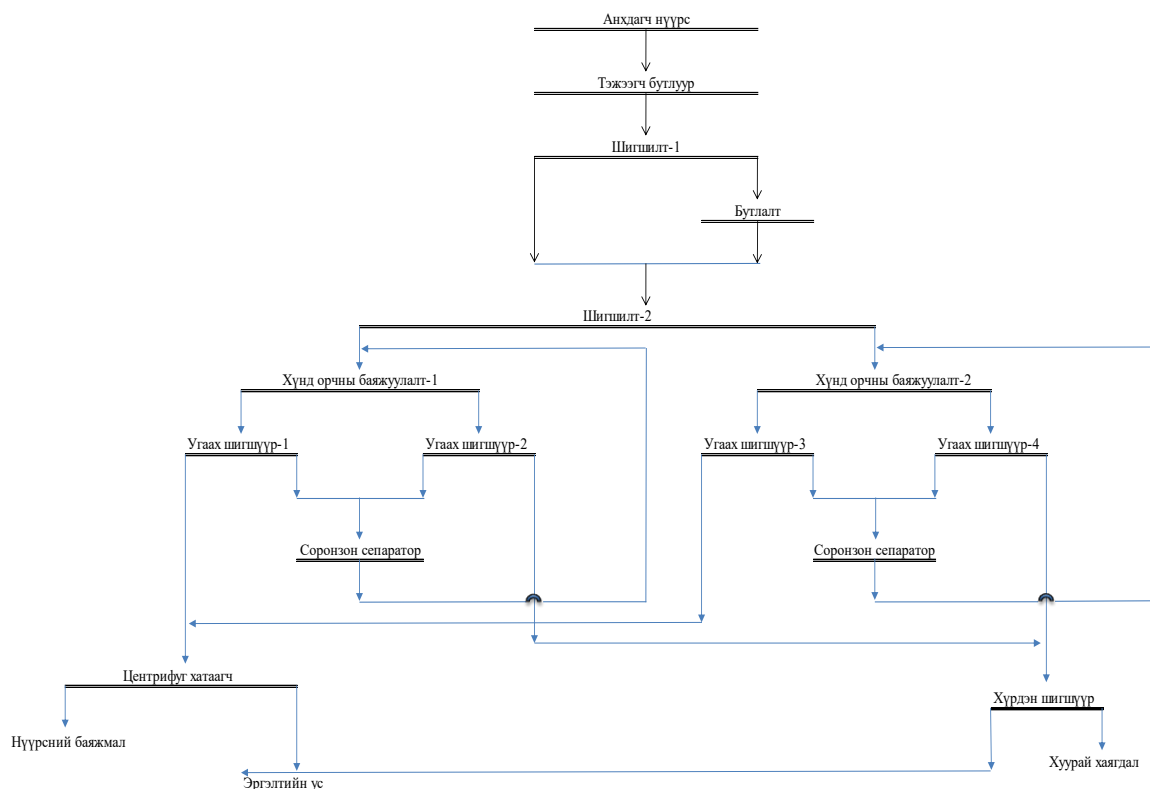 Анхдагч нүүрс
Тэжээгч бутлуур
Шигшилт-1
Бутлалт
Шигшилт-2
Хүнд орчны баяжуулалт-1
Хүнд орчны баяжуулалт-2
Угаах шигшүүр-1
Угаах шигшүүр-2
Угаах шигшүүр-3
Угаах шигшүүр-4
Соронзон сепаратор
Соронзон сепаратор
Центрифуг хатаагч
Хүрдэн шигшүүр
Нүүрсний баяжмал
Хуурай хаягдал
Эргэлтийн ус